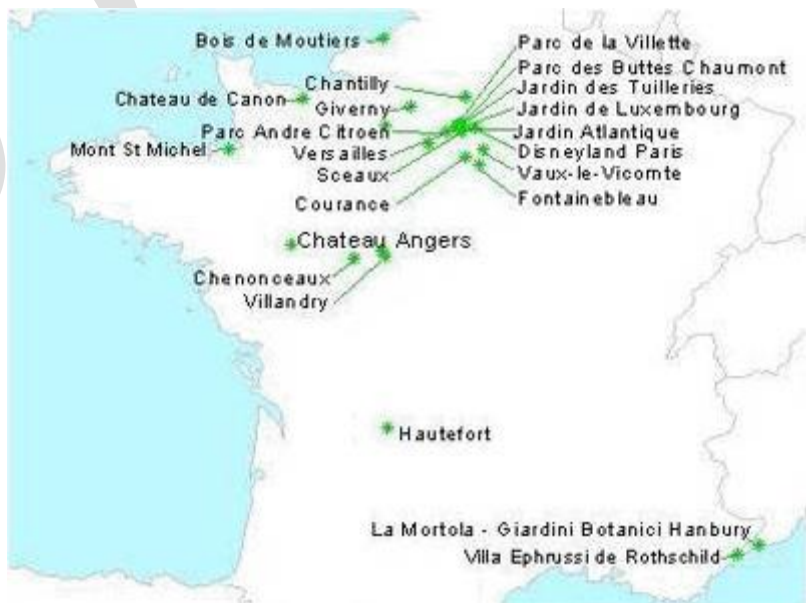 Bois de Moutiers
Parc de la Villette
Parc des Buttes Chaumont
Chantilly
Jardin des Tuilleries
Chateau de Canon
Giverny
Jardin de Luxembourg
Parc Andre Citroen
Jardin Atlantique
Mont St Michel
Versailles
Disneyland Paris
Sceaux
Vaux-le-Vicomte
Courance
Fontainebleau
Chateau Angers
Chenonceaux
Villandry
Hautefort
La Mortola - Giardini Botanici Hanbury
Villa Ephrussi de Rothschild